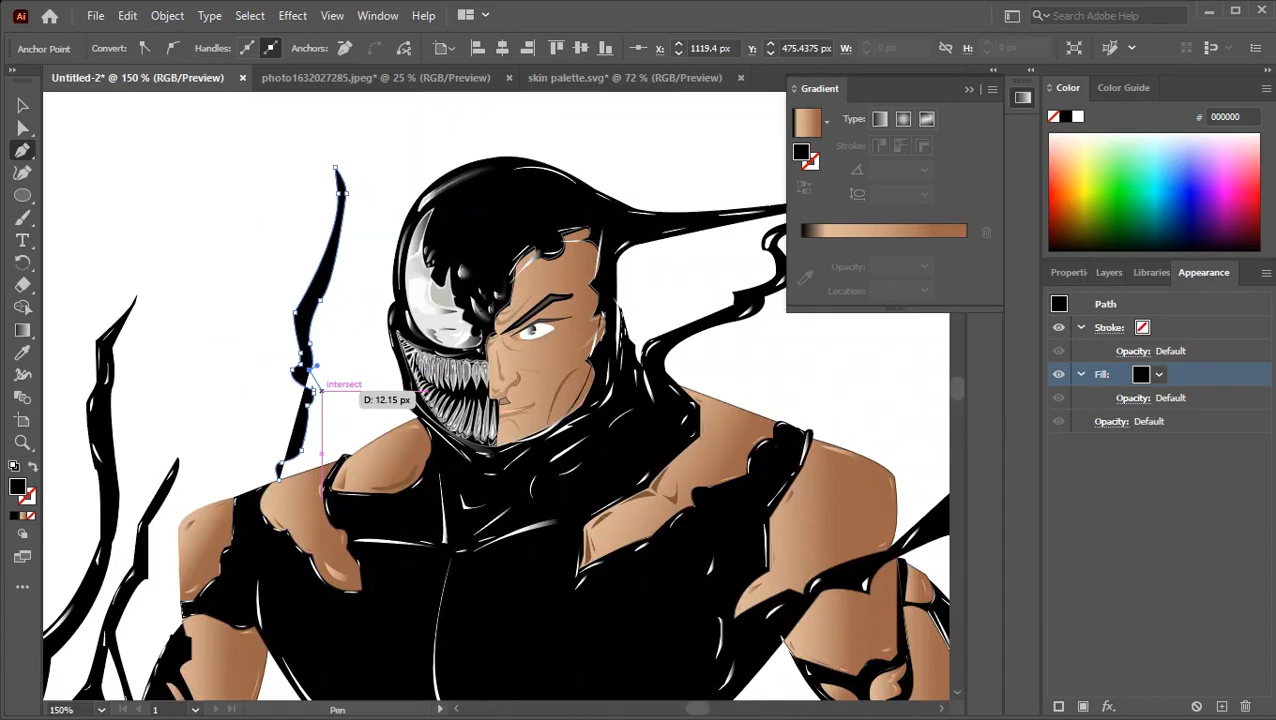 Ai File Edit Object Type Select Effect View Window Help Search Adobe Help
Anchor Point Convert: Handles: Anchors: X: 1119.4 px Y: 475.4375 px W: 0 px H: 0 px
Untitled-2* @ 150 % (RGB/Preview) × photo1632027285.jpeg* @ 25 % (RGB/Preview) × skin palette.svg* @ 72 % (RGB/Preview) ×
Gradient
Type:
Stroke:
Opacity:
Location:
Color Color Guide
# 000000
Properti Layers Libraries Appearance
Path
Stroke:
Opacity: Default
Fill:
Opacity: Default
Opacity: Default
intersect
D: 12.15 px
150% 1 Pen